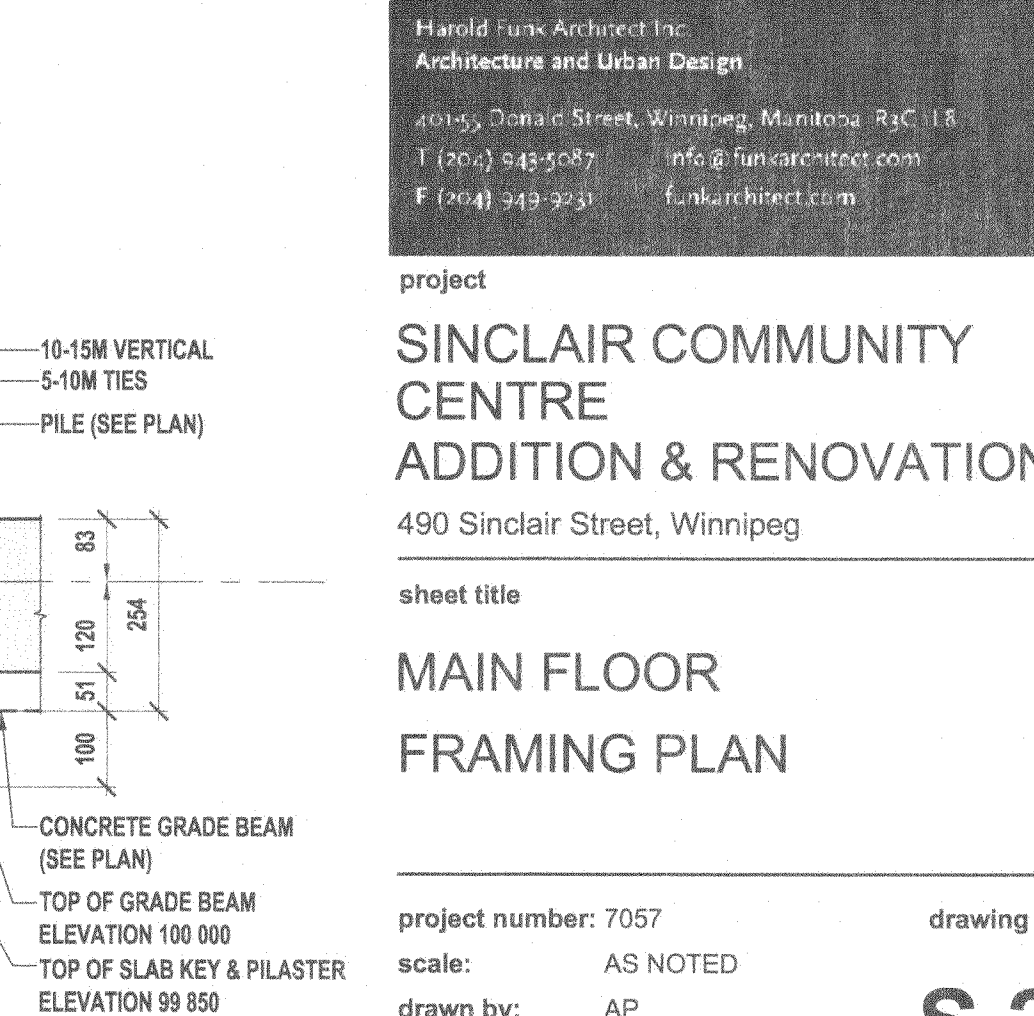 Harold Funk Architect Inc.
Architecture and Urban Design
401-55 Donald Street, Winnipeg, Manitoba R3C 1L8
T (204) 943-5087 info@funkarchitect.com
F (204) 949-9231 funkarchitect.com
project
SINCLAIR COMMUNITY
CENTRE
ADDITION & RENOVATION
490 Sinclair Street, Winnipeg
sheet title
MAIN FLOOR
FRAMING PLAN
project number: 7057
drawing
scale: AS NOTED
drawn by: AP
10-15M VERTICAL
5-10M TIES
PILE (SEE PLAN)
83
120
254
51
100
CONCRETE GRADE BEAM
(SEE PLAN)
TOP OF GRADE BEAM
ELEVATION 100 000
TOP OF SLAB KEY & PILASTER
ELEVATION 99 850